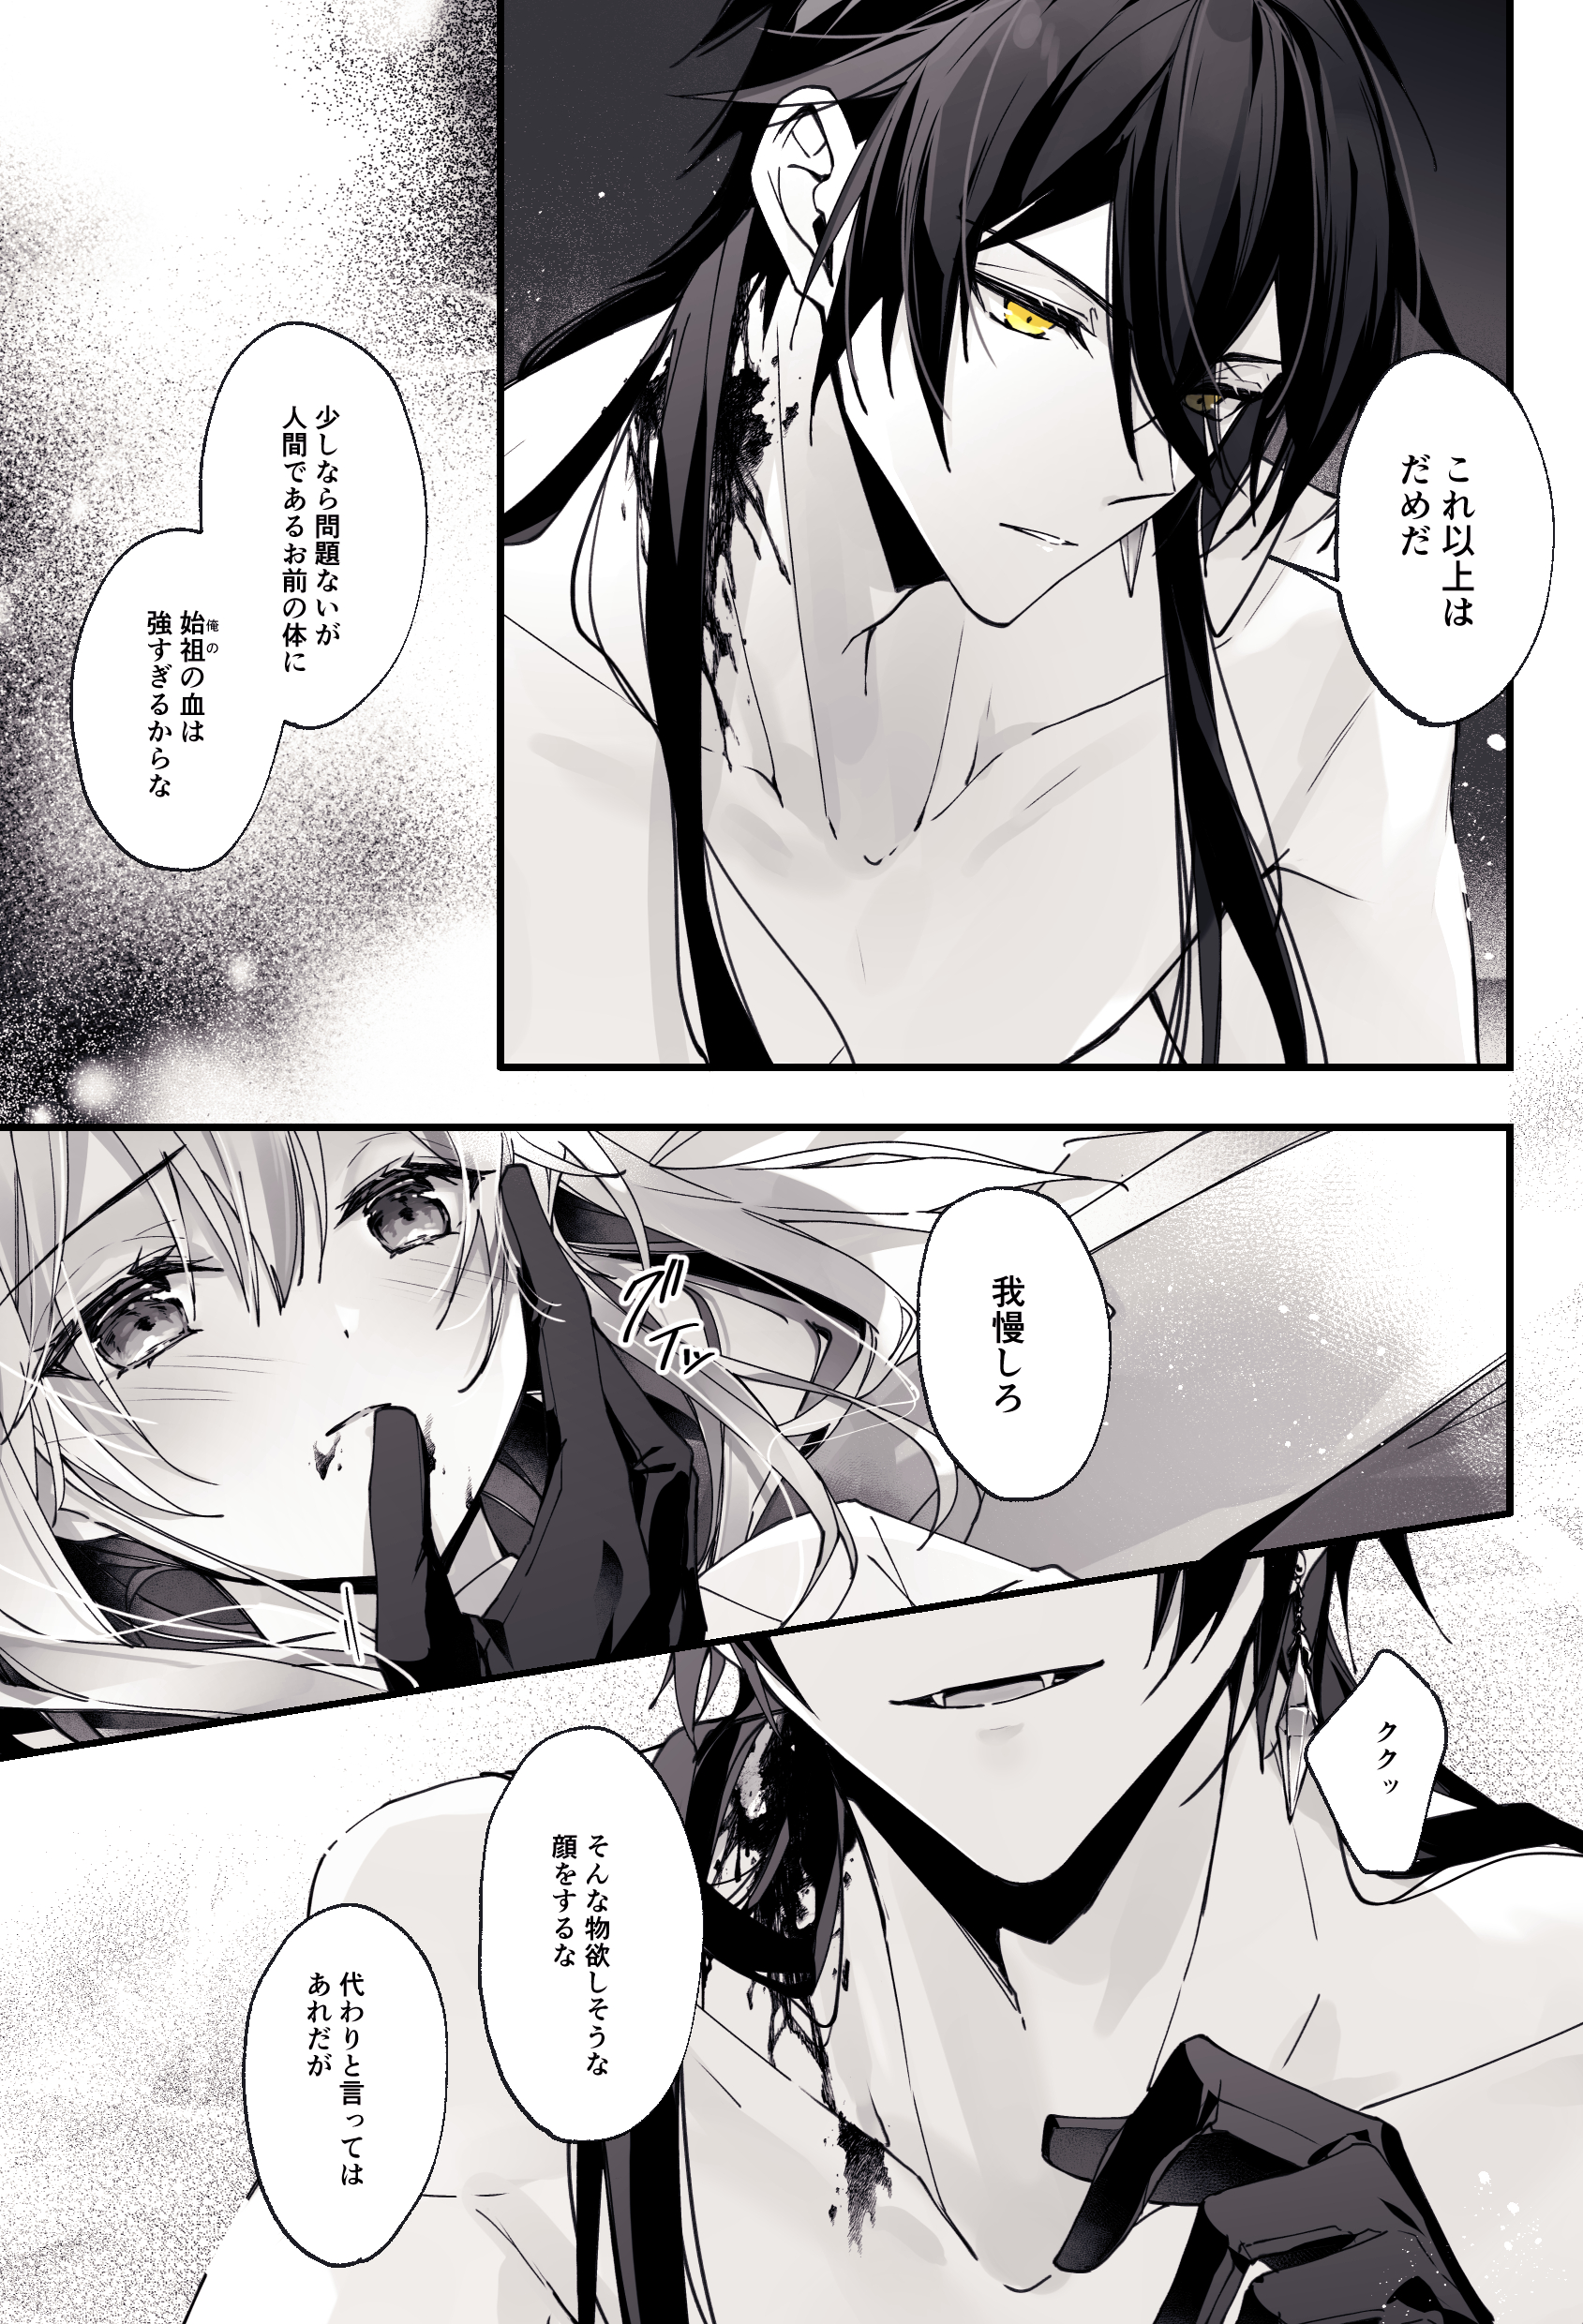 これ以上は
だめだ
少しなら問題ないが
人間であるお前の体に
俺の
始祖の血は
強すぎるからな
我慢しろ
グイッ
ククッ
そんな物欲しそうな
顔をするな
代わりと言っては
あれだが